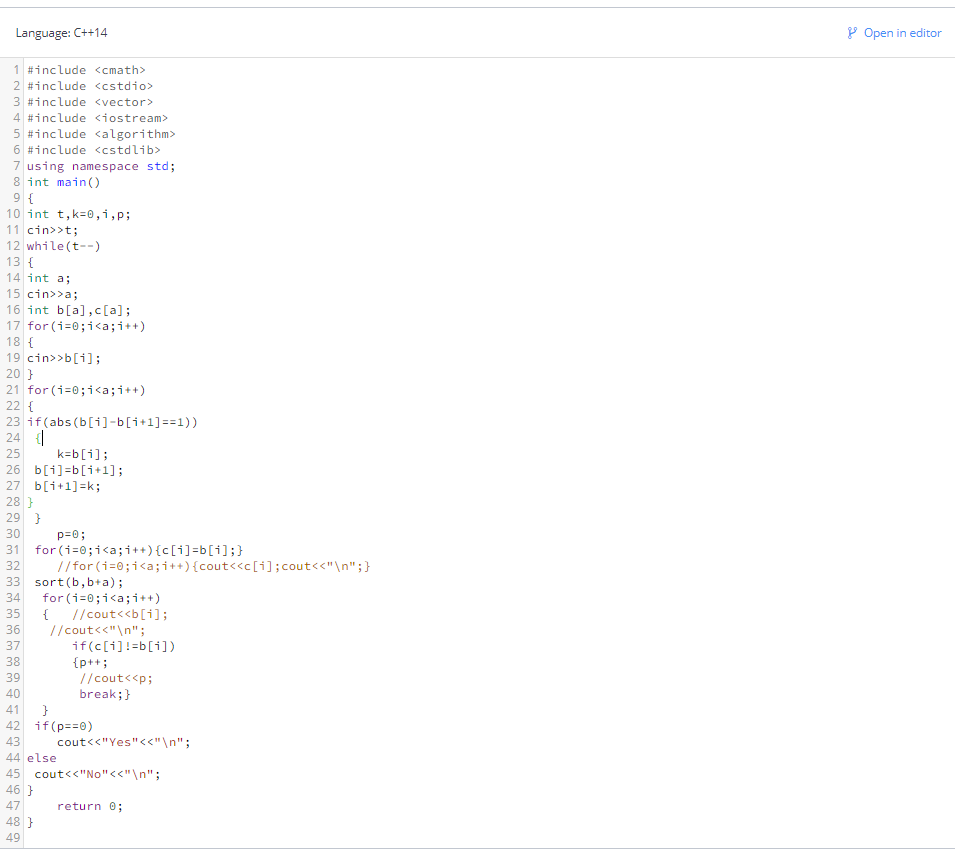 Language: C++14
Open in editor
1 #include <cmath>
2 #include <cstdio>
3 #include <vector>
4 #include <iostream>
5 #include <algorithm>
6 #include <cstdlib>
7 using namespace std;
8 int main()
9 {
10 int t,k=0,i,p;
11 cin>>t;
12 while(t--)
13 {
14 int a;
15 cin>>a;
16 int b[a],c[a];
17 for(i=0;i<a;i++)
18 {
19 cin>>b[i];
20 }
21 for(i=0;i<a;i++)
22 {
23 if(abs(b[i]-b[i+1]==1))
24  {
25     k=b[i];
26  b[i]=b[i+1];
27  b[i+1]=k;
28 }
29  }
30     p=0;
31  for(i=0;i<a;i++){c[i]=b[i];}
32     //for(i=0;i<a;i++){cout<<c[i];cout<<"\n";}
33  sort(b,b+a);
34   for(i=0;i<a;i++)
35   {   //cout<<b[i];
36    //cout<<"\n";
37       if(c[i]!=b[i])
38       {p++;
39        //cout<<p;
40        break;}
41   }
42  if(p==0)
43     cout<<"Yes"<<"\n";
44 else
45  cout<<"No"<<"\n";
46 }
47     return 0;
48 }
49